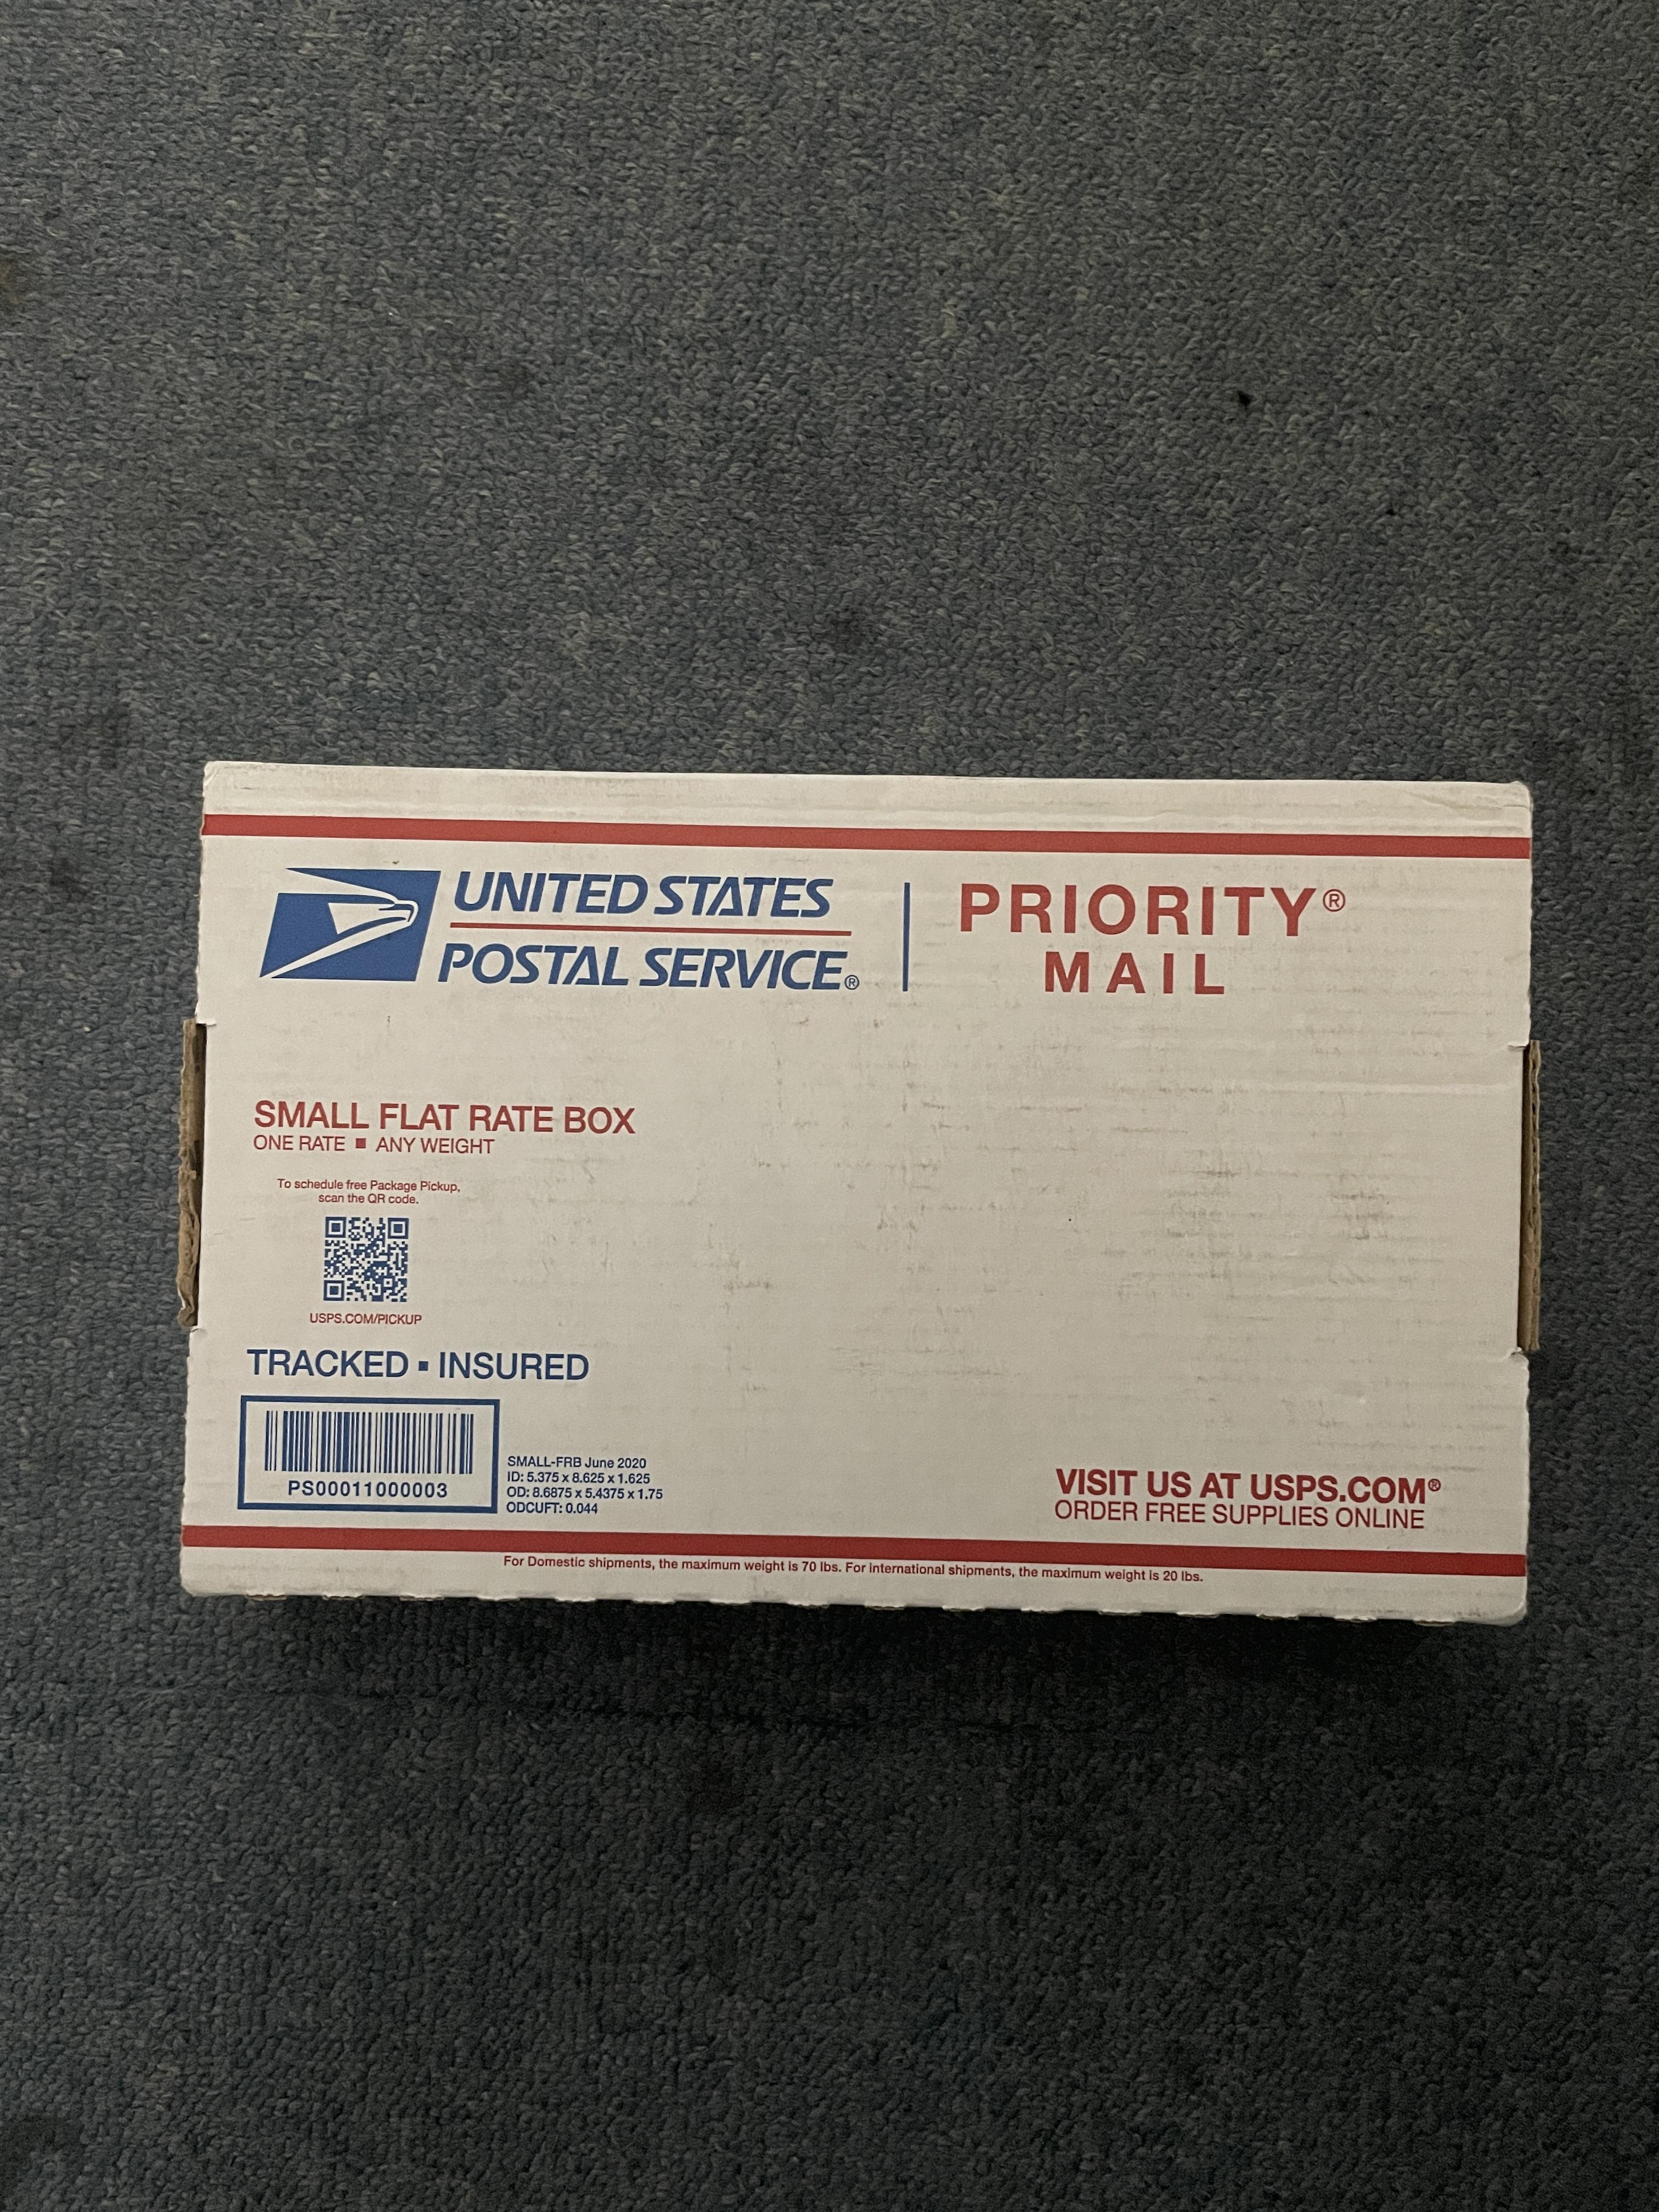 UNITED STATES
POSTAL SERVICE®
PRIORITY®
MAIL
SMALL FLAT RATE BOX
ONE RATE ■ ANY WEIGHT
To schedule free Package Pickup,
scan the QR code.
USPS.COM/PICKUP
TRACKED ▪ INSURED
PS00011000003
SMALL-FRB June 2020
ID: 5.375 x 8.625 x 1.625
OD: 8.6875 x 5.4375 x 1.75
ODCUFT: 0.044
VISIT US AT USPS.COM®
ORDER FREE SUPPLIES ONLINE
For Domestic shipments, the maximum weight is 70 lbs. For international shipments, the maximum weight is 20 lbs.